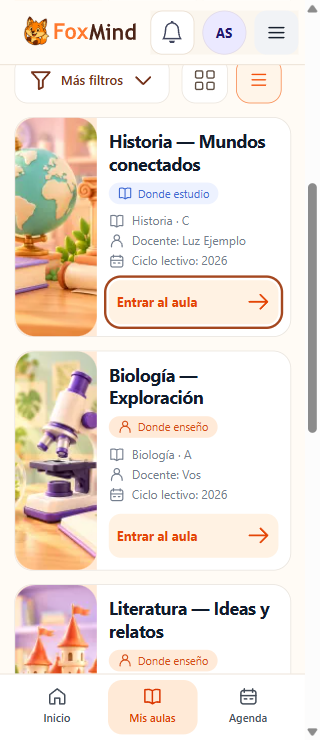 FoxMind
AS
Más filtros
Historia — Mundos
conectados
Donde estudio
Historia · C
Docente: Luz Ejemplo
Ciclo lectivo: 2026
Entrar al aula
Biología —
Exploración
Donde enseño
Biología · A
Docente: Vos
Ciclo lectivo: 2026
Entrar al aula
Literatura — Ideas y
relatos
Donde enseño
Inicio
Mis aulas
Agenda